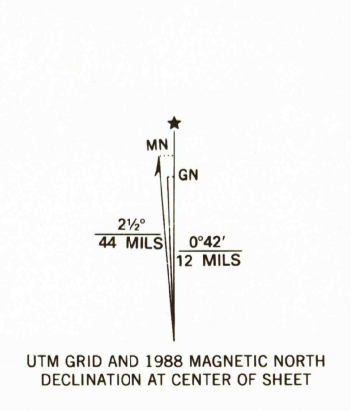 MN
GN
2½°
44 MILS
0°42′
12 MILS
UTM GRID AND 1988 MAGNETIC NORTH
DECLINATION AT CENTER OF SHEET